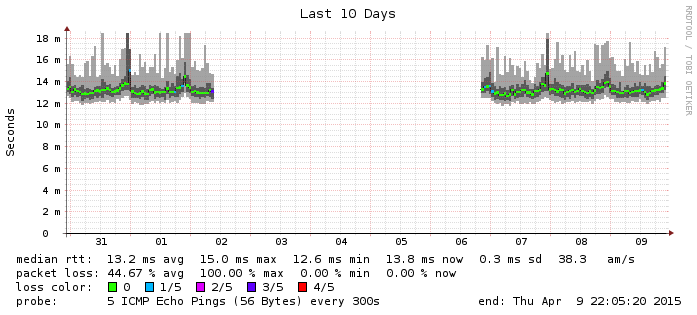 Last 10 Days
RRDTOOL / TOBI OETIKER
Seconds
18 m
16 m
14 m
12 m
10 m
8 m
6 m
4 m
2 m
0
31 01 02 03 04 05 06 07 08 09
median rtt: 13.2 ms avg 15.0 ms max 12.6 ms min 13.8 ms now 0.3 ms sd 38.3 am/s
packet loss: 44.67 % avg 100.00 % max 0.00 % min 0.00 % now
loss color: 0 1/5 2/5 3/5 4/5
probe: 5 ICMP Echo Pings (56 Bytes) every 300s end: Thu Apr 9 22:05:20 2015